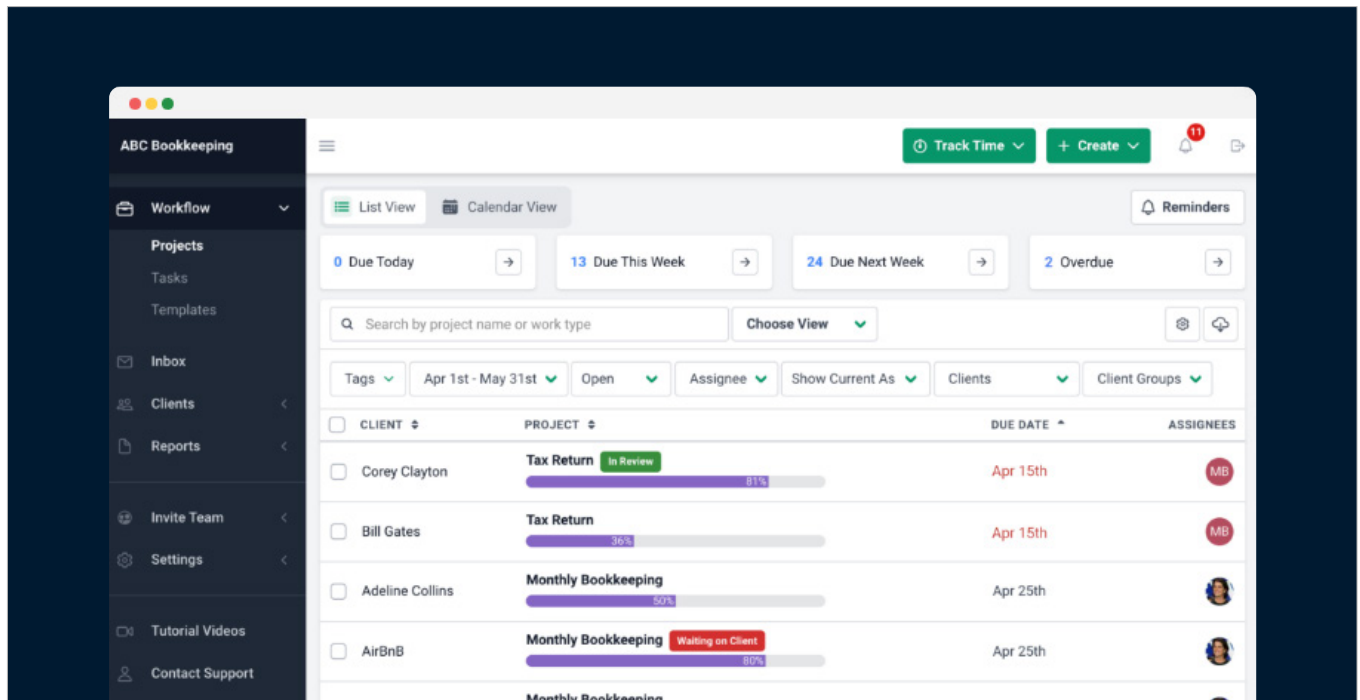 ABC Bookkeeping
Track Time
+ Create
11
Workflow
Projects
Tasks
Templates
Inbox
Clients
Reports
Invite Team
Settings
Tutorial Videos
Contact Support
List View
Calendar View
Reminders
0 Due Today
13 Due This Week
24 Due Next Week
2 Overdue
Search by project name or work type
Choose View
Tags
Apr 1st - May 31st
Open
Assignee
Show Current As
Clients
Client Groups
CLIENT PROJECT DUE DATE ASSIGNEES
Corey Clayton Tax Return In Review Apr 15th MB
81%
Bill Gates Tax Return Apr 15th MB
36%
Adeline Collins Monthly Bookkeeping Apr 25th
50%
AirBnB Monthly Bookkeeping Waiting on Client Apr 25th
80%
Monthly Bookkeeping